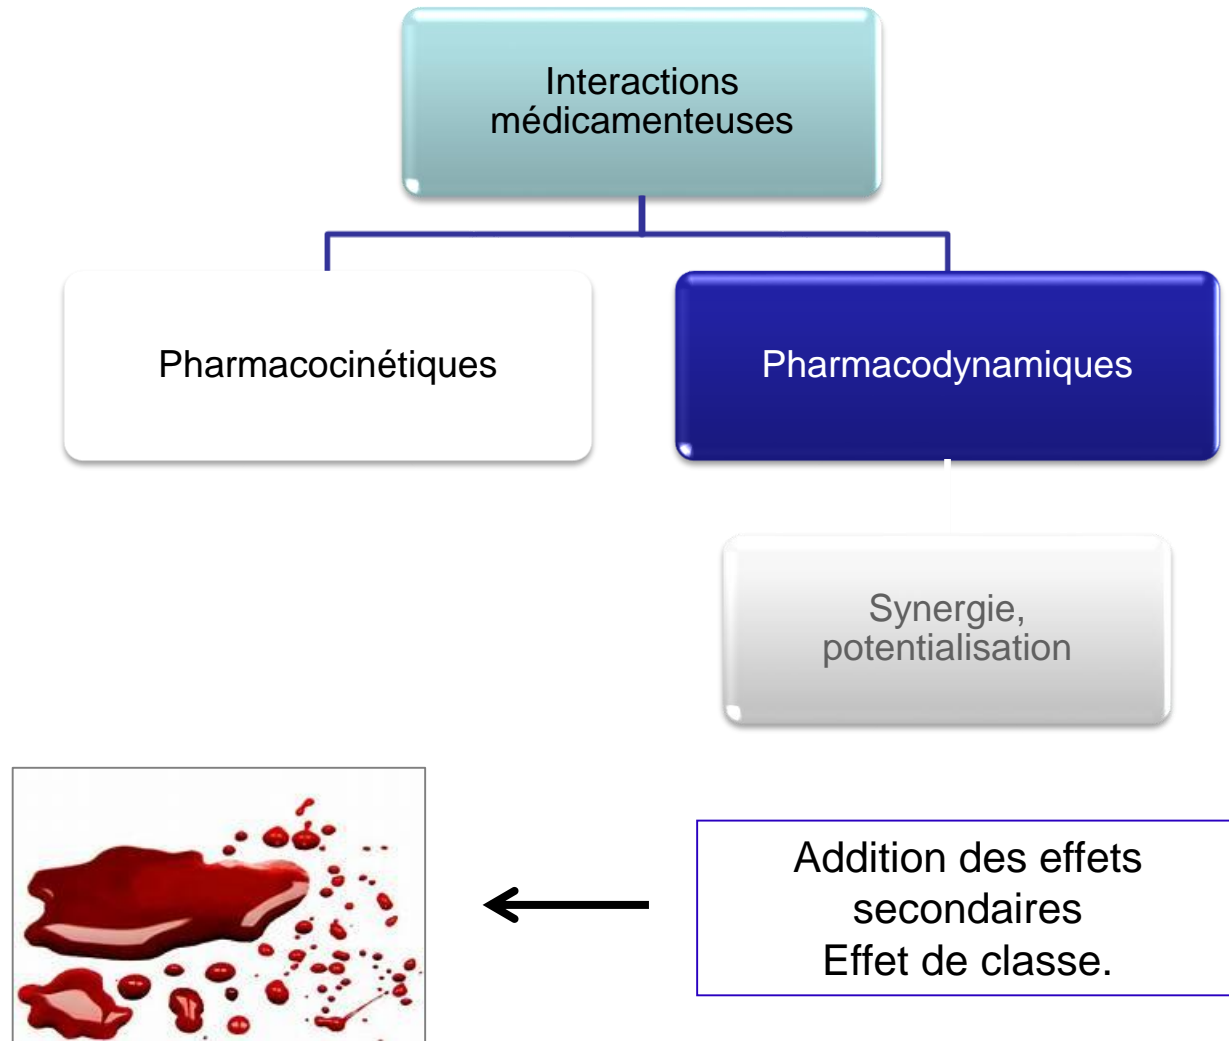 Interactions
médicamenteuses
Pharmacocinétiques
Pharmacodynamiques
Synergie,
potentialisation
Addition des effets
secondaires
Effet de classe.